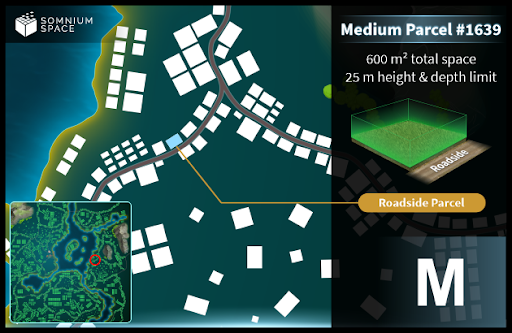 SOMNIUM
SPACE
Medium Parcel #1639
600 m² total space
25 m height & depth limit
Roadside
Roadside Parcel
M